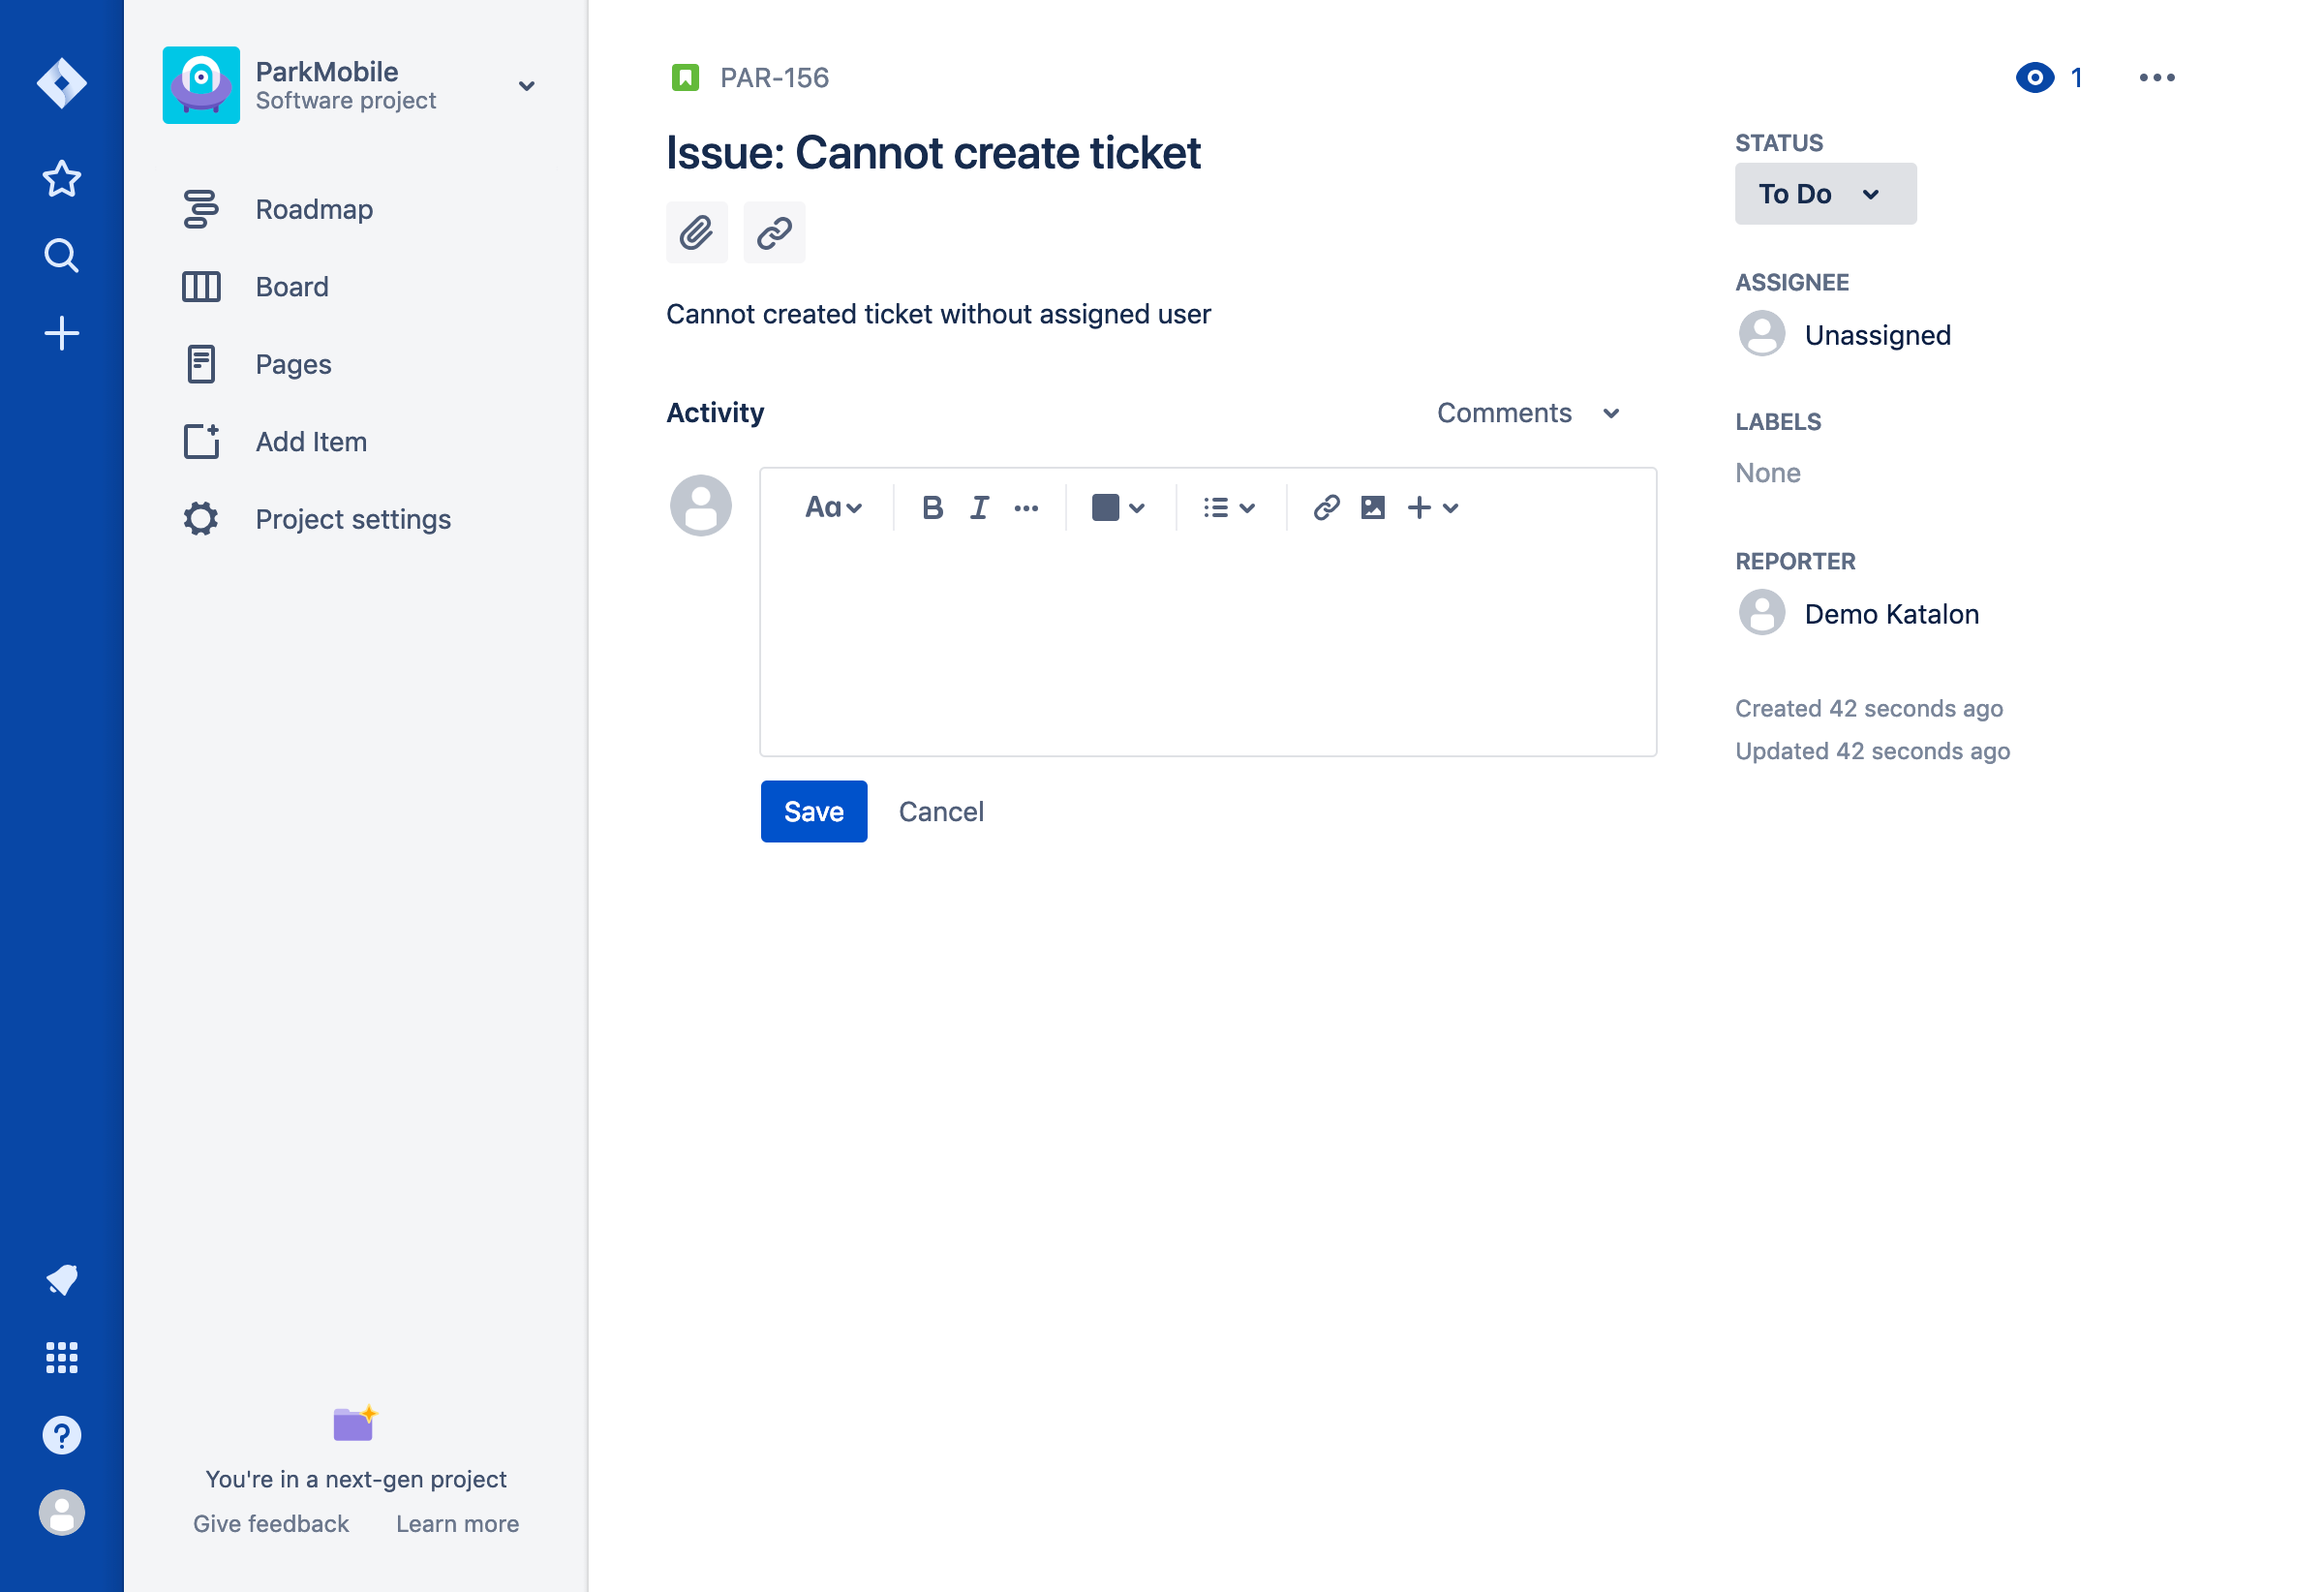 ParkMobile
Software project
Roadmap
Board
Pages
Add Item
Project settings
You're in a next-gen project
Give feedback Learn more
PAR-156
1
Issue: Cannot create ticket
Cannot created ticket without assigned user
Activity
Comments
Aa B I
Save Cancel
STATUS
To Do
ASSIGNEE
Unassigned
LABELS
None
REPORTER
Demo Katalon
Created 42 seconds ago
Updated 42 seconds ago